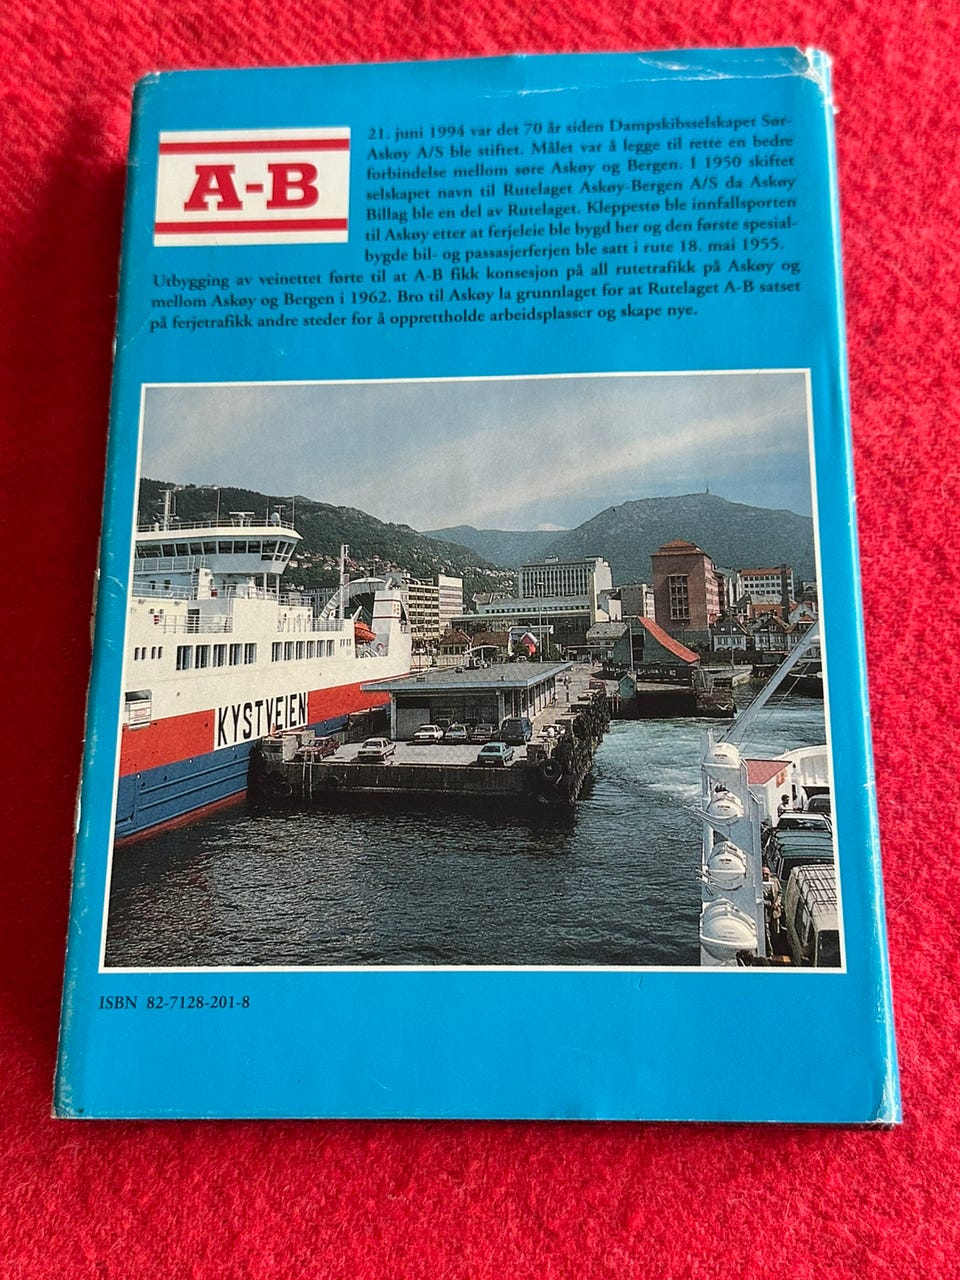 A-B
21. juni 1994 var det 70 år siden Dampskibsselskapet Sør-
Askøy A/S ble stiftet. Målet var å legge til rette en bedre
forbindelse mellom søre Askøy og Bergen. I 1950 skiftet
selskapet navn til Rutelaget Askøy-Bergen A/S da Askøy
Billag ble en del av Rutelaget. Kleppestø ble innfallsporten
til Askøy etter at ferjeleie ble bygd her og den første spesial-
bygde bil- og passasjerferjen ble satt i rute 18. mai 1955.
Utbygging av veinettet førte til at A-B fikk konsesjon på all rutetrafikk på Askøy og
mellom Askøy og Bergen i 1962. Bro til Askøy la grunnlaget for at Rutelaget A-B satset
på ferjetrafikk andre steder for å opprettholde arbeidsplasser og skape nye.
KYSTVEIEN
ISBN 82-7128-201-8